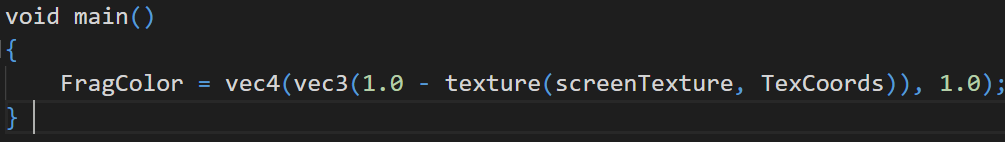 void main()
{
    FragColor = vec4(vec3(1.0 - texture(screenTexture, TexCoords)), 1.0);
}